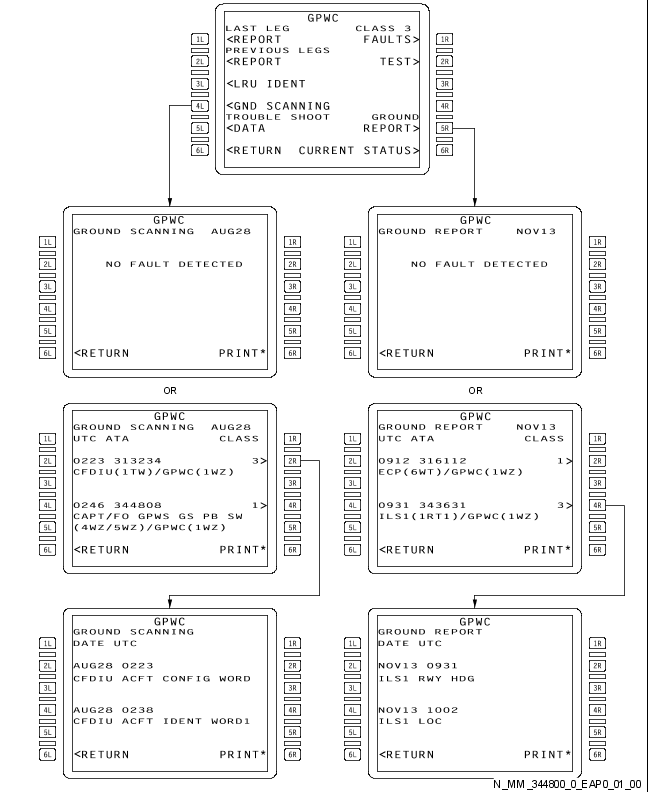 GPWC
LAST LEG CLASS 3
1L <REPORT FAULTS> 1R
PREVIOUS LEGS
2L <REPORT TEST> 2R
3L <LRU IDENT 3R
4L <GND SCANNING 4R
TROUBLE SHOOT GROUND
5L <DATA REPORT> 5R
6L <RETURN CURRENT STATUS> 6R
GPWC
GROUND SCANNING AUG28
1L 1R
2L NO FAULT DETECTED 2R
3L 3R
4L 4R
5L 5R
6L <RETURN PRINT* 6R
GPWC
GROUND REPORT NOV13
1L 1R
2L NO FAULT DETECTED 2R
3L 3R
4L 4R
5L 5R
6L <RETURN PRINT* 6R
OR
OR
GPWC
GROUND SCANNING AUG28
1L UTC ATA CLASS 1R
2L 0223 313234 3> 2R
CFDIU(1TW)/GPWC(1WZ)
3L 3R
4L 0246 344808 1> 4R
CAPT/FO GPWS GS PB SW
5L (4WZ/5WZ)/GPWC(1WZ) 5R
6L <RETURN PRINT* 6R
GPWC
GROUND REPORT NOV13
1L UTC ATA CLASS 1R
2L 0912 316112 1> 2R
ECP(6WT)/GPWC(1WZ)
3L 3R
4L 0931 343631 3> 4R
ILS1(1RT1)/GPWC(1WZ)
5L 5R
6L <RETURN PRINT* 6R
GPWC
GROUND SCANNING
1L DATE UTC 1R
2L AUG28 0223 2R
CFDIU ACFT CONFIG WORD
3L 3R
4L AUG28 0238 4R
CFDIU ACFT IDENT WORD1
5L 5R
6L <RETURN PRINT* 6R
GPWC
GROUND REPORT
1L DATE UTC 1R
2L NOV13 0931 2R
ILS1 RWY HDG
3L 3R
4L NOV13 1002 4R
ILS1 LOC
5L 5R
6L <RETURN PRINT* 6R
N_MM_344800_0_EAP0_01_00